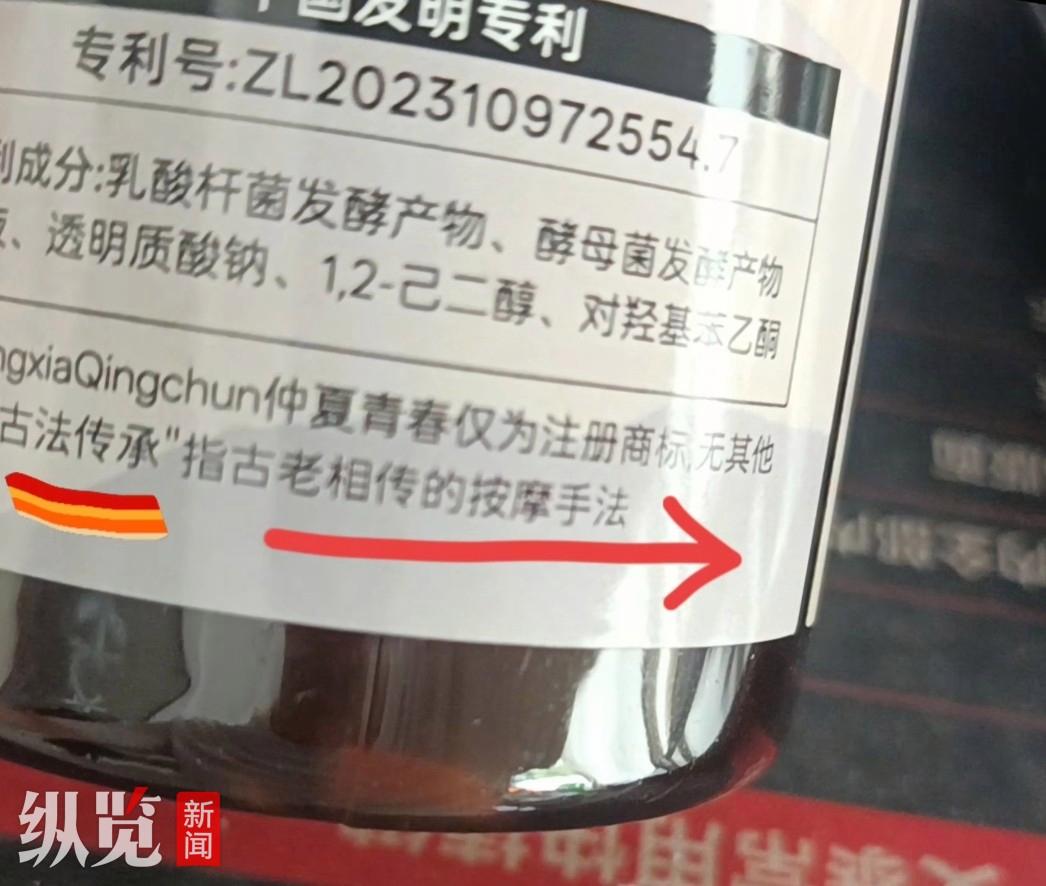 中国发明专利
专利号:ZL202310972554.7
利成分:乳酸杆菌发酵产物、酵母菌发酵产物
、透明质酸钠、1,2-己二醇、对羟基苯乙酮
ngxiaQingchun仲夏青春仅为注册商标,无其他
古法传承"指古老相传的按摩手法
纵览
新闻